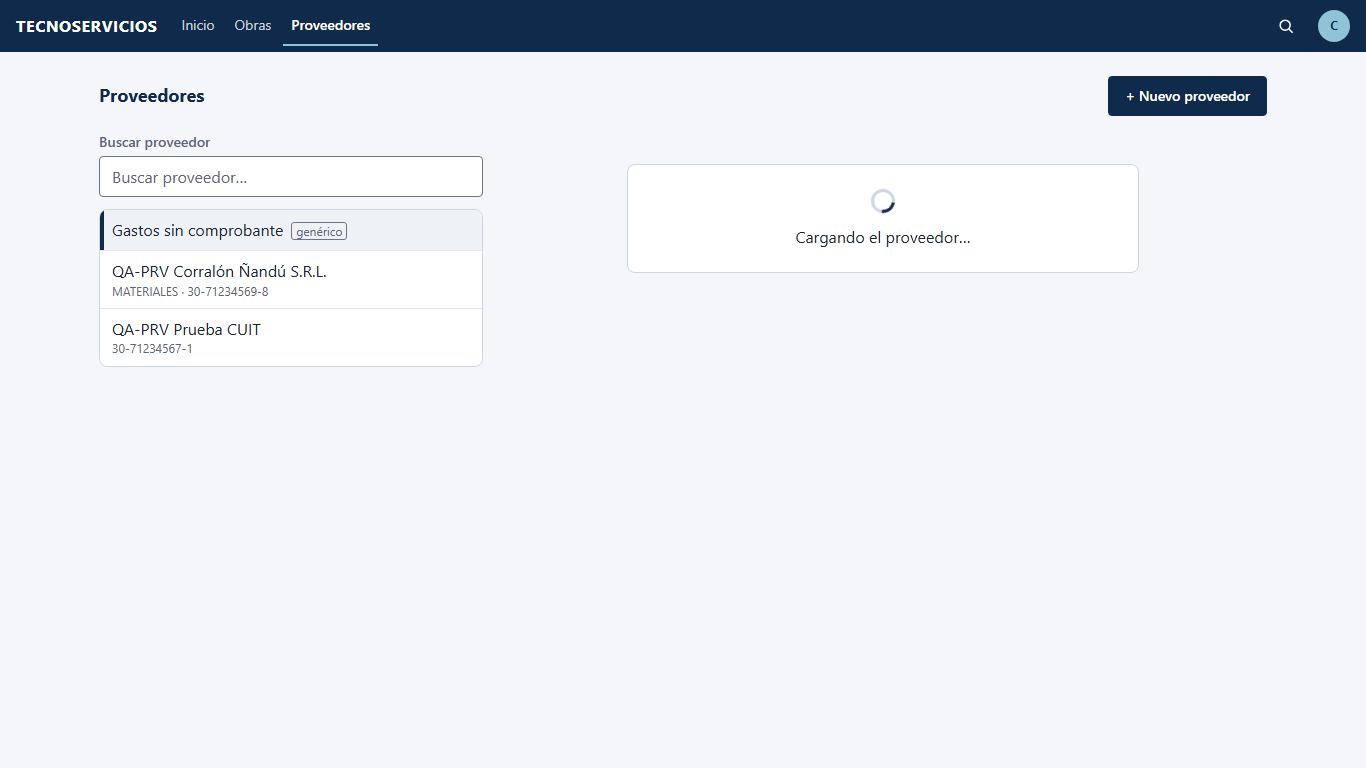 TECNOSERVICIOS Inicio Obras Proveedores C
Proveedores
+ Nuevo proveedor
Buscar proveedor
Buscar proveedor...
Gastos sin comprobante genérico
QA-PRV Corralón Ñandú S.R.L.
MATERIALES · 30-71234569-8
QA-PRV Prueba CUIT
30-71234567-1
Cargando el proveedor...